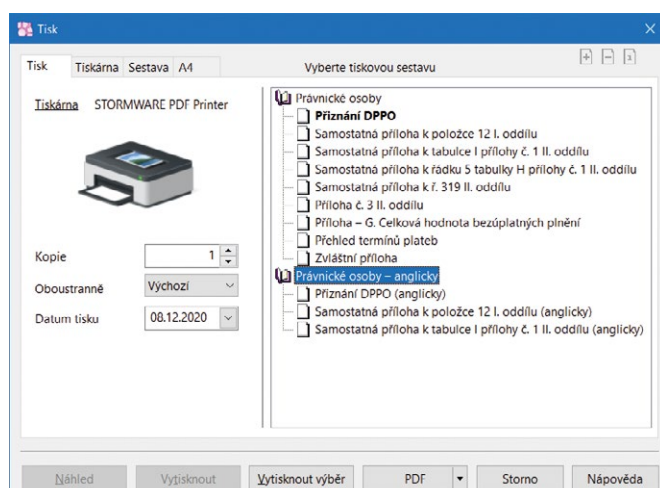 Tisk
Tisk Tiskárna Sestava A4
Vyberte tiskovou sestavu
Tiskárna STORMWARE PDF Printer
Kopie 1
Oboustranně Výchozí
Datum tisku 08.12.2020
Právnické osoby
Přiznání DPPO
Samostatná příloha k položce 12 I. oddílu
Samostatná příloha k tabulce I přílohy č. 1 II. oddílu
Samostatná příloha k řádku 5 tabulky H přílohy č. 1 II. oddílu
Samostatná příloha k ř. 319 II. oddílu
Příloha č. 3 II. oddílu
Příloha – G. Celková hodnota bezúplatných plnění
Přehled termínů plateb
Zvláštní příloha
Právnické osoby – anglicky
Přiznání DPPO (anglicky)
Samostatná příloha k položce 12 I. oddílu (anglicky)
Samostatná příloha k tabulce I přílohy č. 1 II. oddílu (anglicky)
Náhled Vytisknout Vytisknout výběr PDF Storno Nápověda